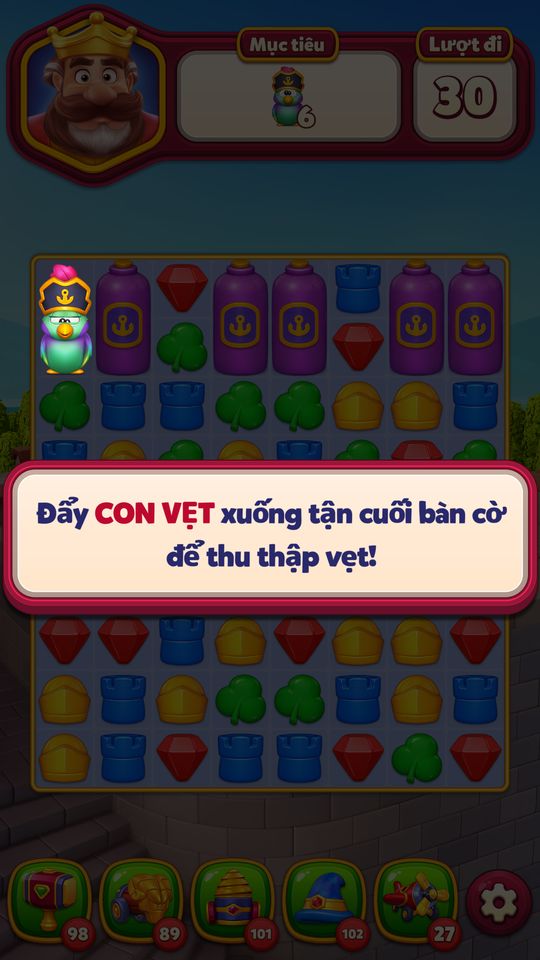 Mục tiêu
Lượt đi
6
30
Đẩy CON VẸT xuống tận cuối bàn cờ
để thu thập vẹt!
98
89
101
102
27